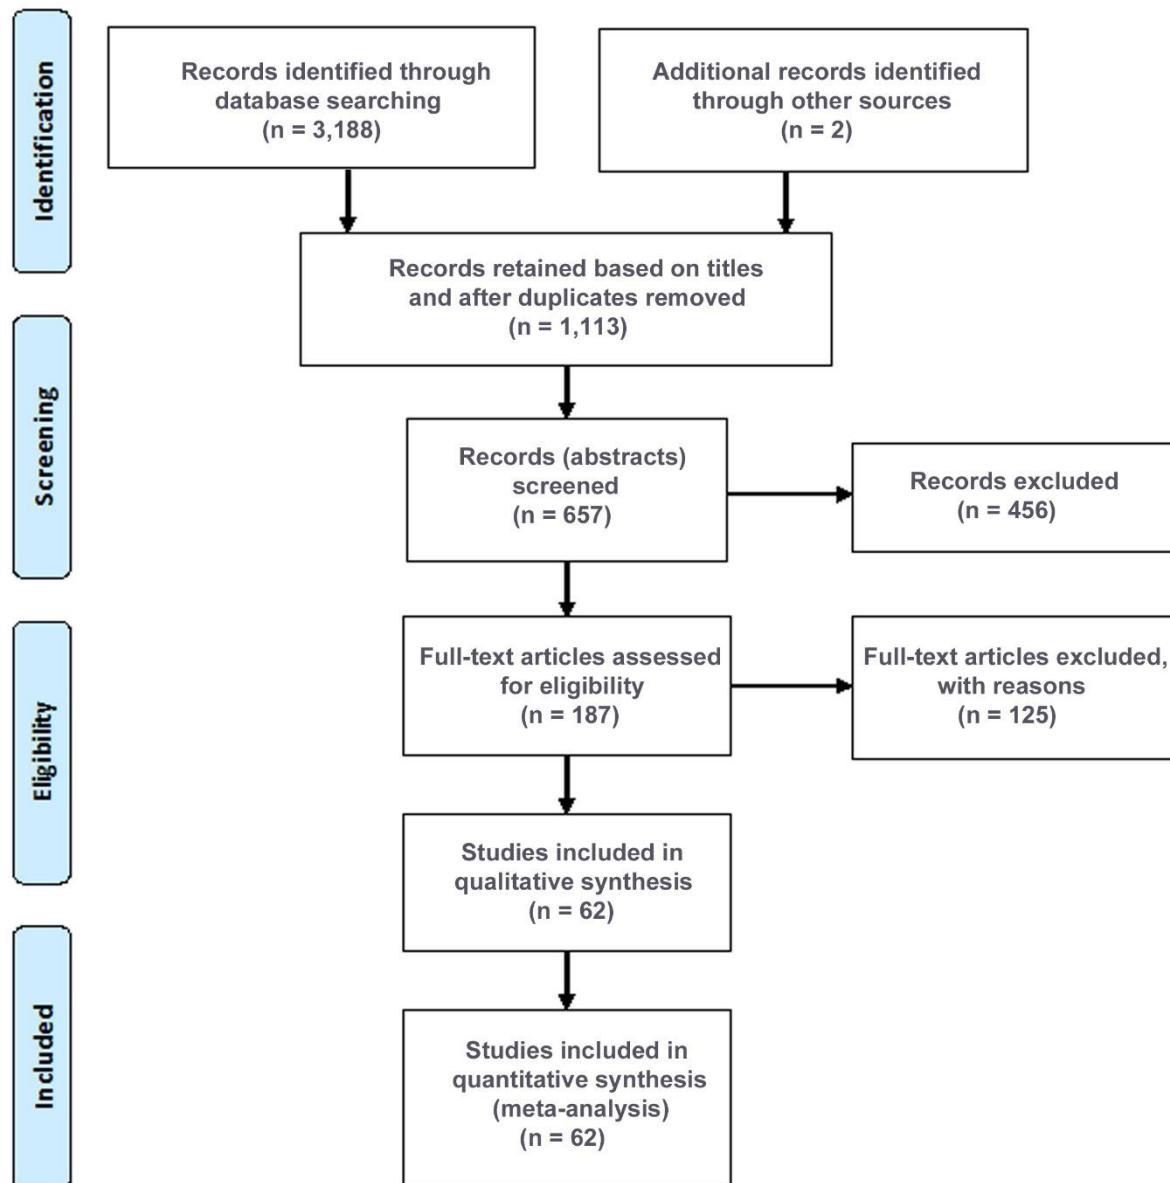 Identification
Records identified through
database searching
(n = 3,188)
Additional records identified
through other sources
(n = 2)
Records retained based on titles
and after duplicates removed
(n = 1,113)
Screening
Records (abstracts)
screened
(n = 657)
Records excluded
(n = 456)
Eligibility
Full-text articles assessed
for eligibility
(n = 187)
Full-text articles excluded,
with reasons
(n = 125)
Studies included in
qualitative synthesis
(n = 62)
Included
Studies included in
quantitative synthesis
(meta-analysis)
(n = 62)